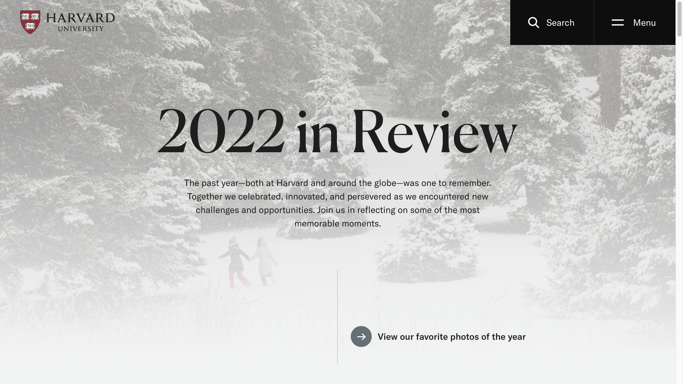 HARVARD
UNIVERSITY
Search
Menu
2022 in Review
The past year—both at Harvard and around the globe—was one to remember.
Together we celebrated, innovated, and persevered as we encountered new
challenges and opportunities. Join us in reflecting on some of the most
memorable moments.
View our favorite photos of the year